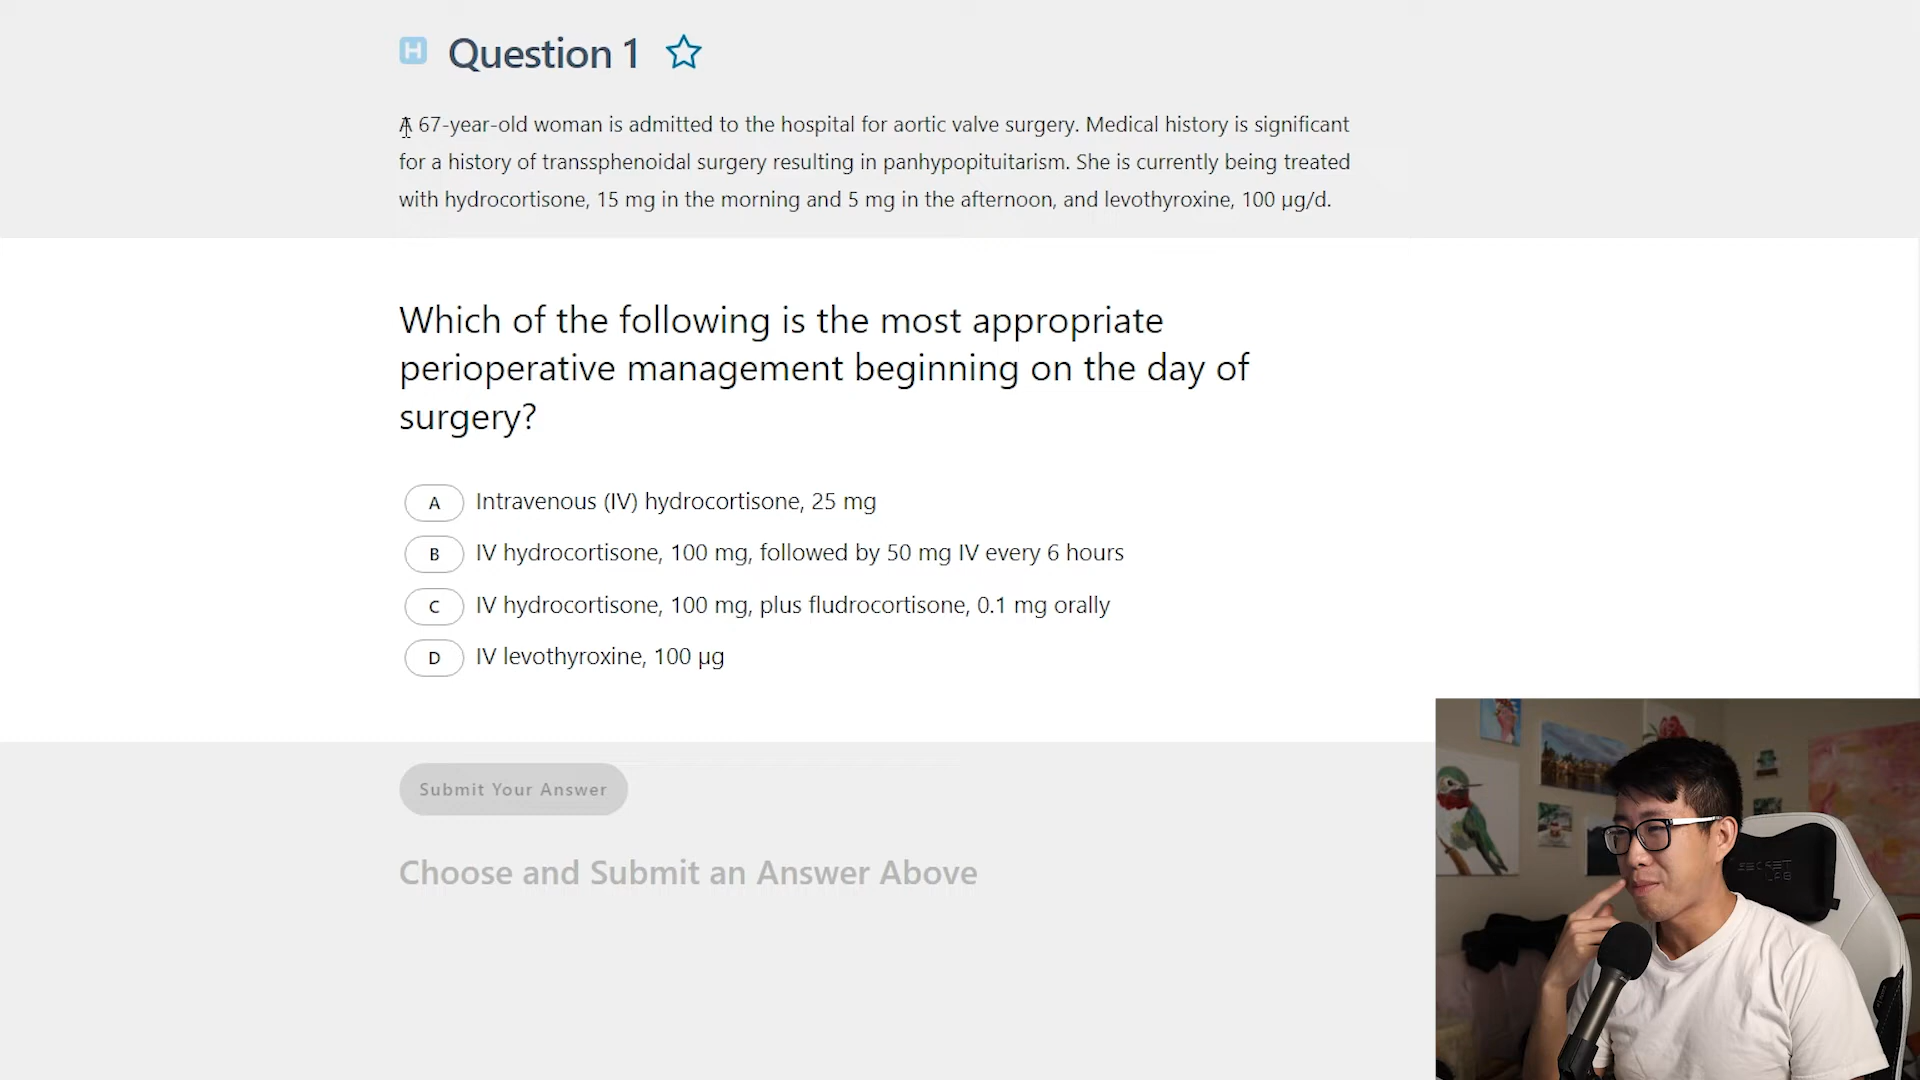 H Question 1
A 67-year-old woman is admitted to the hospital for aortic valve surgery. Medical history is significant
for a history of transsphenoidal surgery resulting in panhypopituitarism. She is currently being treated
with hydrocortisone, 15 mg in the morning and 5 mg in the afternoon, and levothyroxine, 100 µg/d.
Which of the following is the most appropriate
perioperative management beginning on the day of
surgery?
A Intravenous (IV) hydrocortisone, 25 mg
B IV hydrocortisone, 100 mg, followed by 50 mg IV every 6 hours
C IV hydrocortisone, 100 mg, plus fludrocortisone, 0.1 mg orally
D IV levothyroxine, 100 µg
Submit Your Answer
Choose and Submit an Answer Above
SECRET
LAB